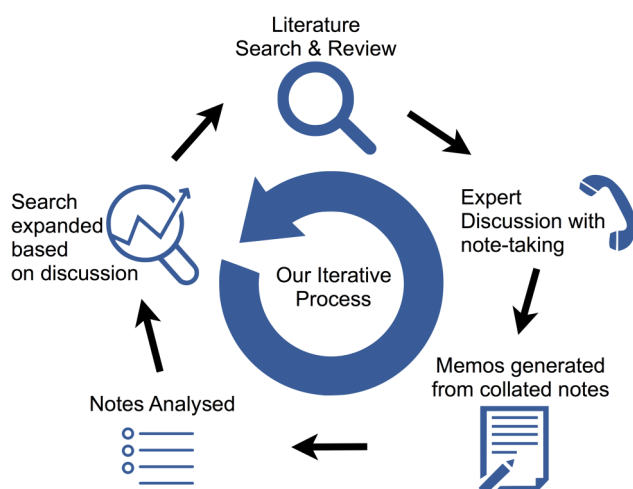 Literature
Search & Review
Expert
Discussion with
note-taking
Memos generated
from collated notes
Notes Analysed
Search
expanded
based
on discussion
Our Iterative
Process